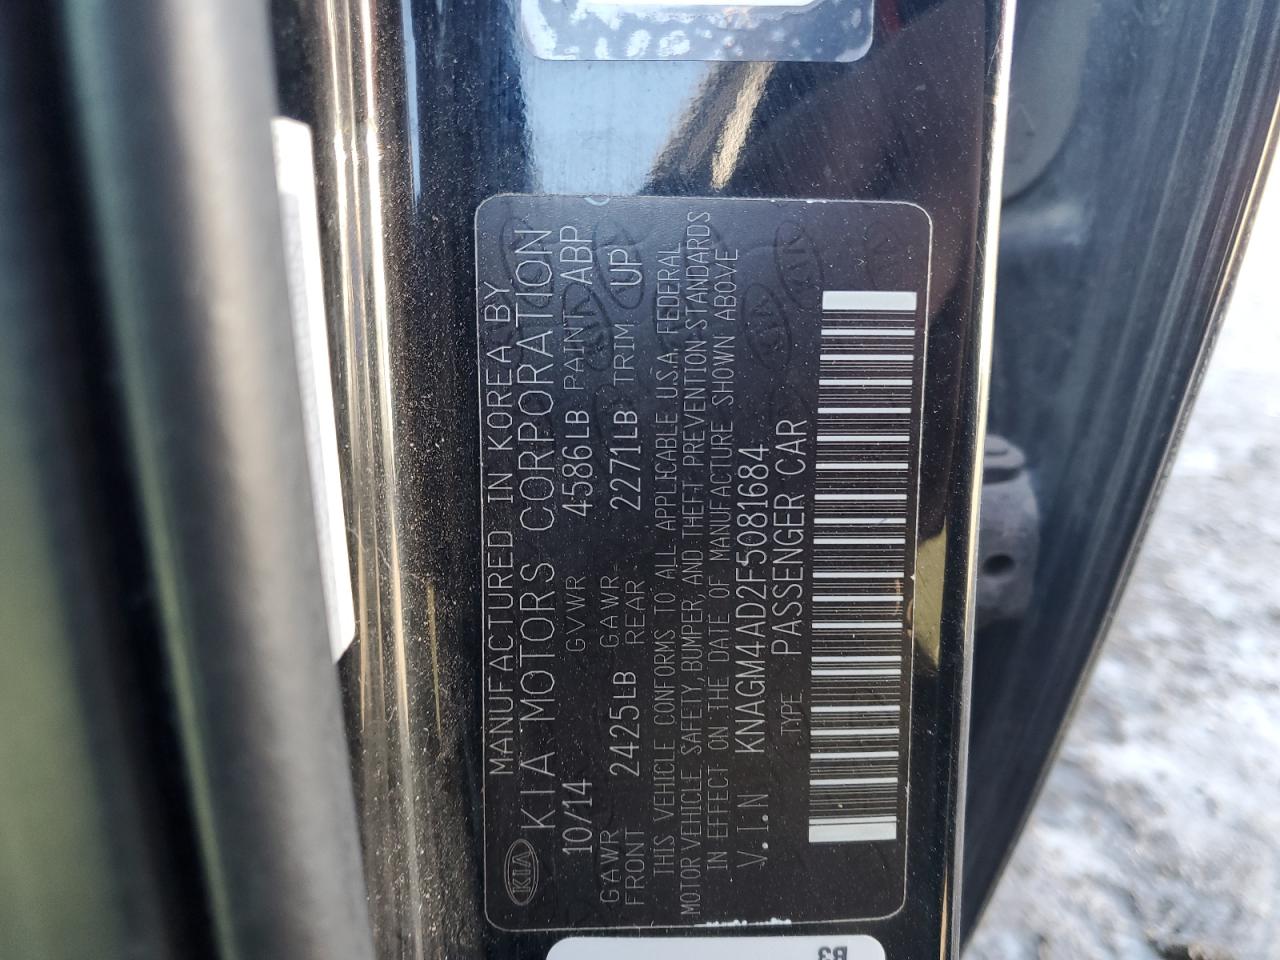 MANUFACTURED IN KOREA BY
KIA KIA MOTORS CORPORATION
10/14 GVWR 4586LB PAINT ABP
GAWR FRONT 2425LB GAWR REAR 2271LB TRIM UP
THIS VEHICLE CONFORMS TO ALL APPLICABLE U.S.A. FEDERAL
MOTOR VEHICLE SAFETY, BUMPER, AND THEFT PREVENTION STANDARDS
IN EFFECT ON THE DATE OF MANUFACTURE SHOWN ABOVE
V.I.N KNAGM4AD2F5081684
TYPE PASSENGER CAR
B3